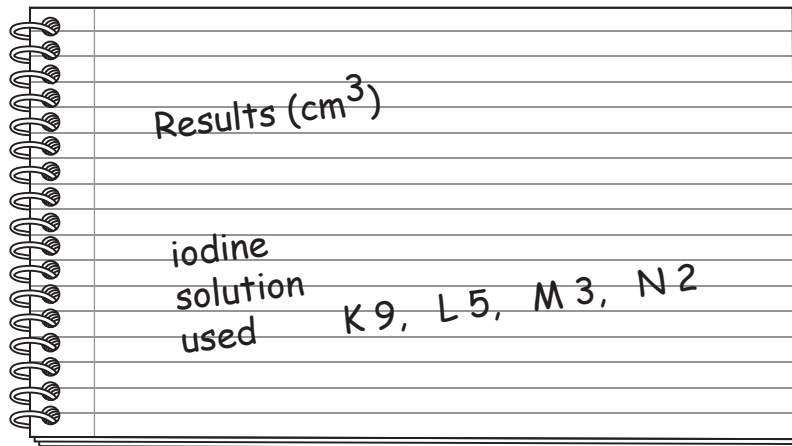 Results (cm³)
iodine
solution
used K 9, L 5, M 3, N 2